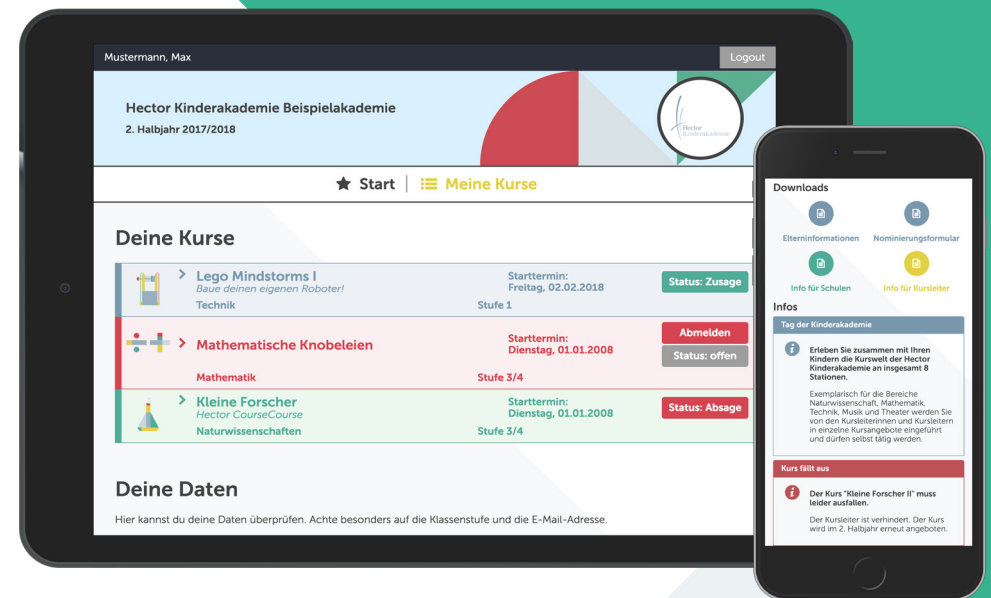 Mustermann, Max
Logout
Hector Kinderakademie Beispielakademie
2. Halbjahr 2017/2018
Hector
Kinderakademie
Start
Meine Kurse
Deine Kurse
Lego Mindstorms I
Baue deinen eigenen Roboter!
Technik
Starttermin:
Freitag, 02.02.2018
Stufe 1
Status: Zusage
Mathematische Knobeleien
Mathematik
Starttermin:
Dienstag, 01.01.2008
Stufe 3/4
Abmelden
Status: offen
Kleine Forscher
Hector CourseCourse
Naturwissenschaften
Starttermin:
Dienstag, 01.01.2008
Stufe 3/4
Status: Absage
Deine Daten
Hier kannst du deine Daten überprüfen. Achte besonders auf die Klassenstufe und die E-Mail-Adresse.
Downloads
Elterninformationen
Nominierungsformular
Info für Schulen
Info für Kursleiter
Infos
Tag der Kinderakademie
Erleben Sie zusammen mit Ihren
Kindern die Kurswelt der Hector
Kinderakademie an insgesamt 8
Stationen.
Exemplarisch für die Bereiche
Naturwissenschaft, Mathematik,
Technik, Musik und Theater werden Sie
von den Kursleiterinnen und Kursleitern
in einzelne Kursangebote eingeführt
und dürfen selbst tätig werden.
Kurs fällt aus
Der Kurs "Kleine Forscher II" muss
leider ausfallen.
Der Kursleiter ist verhindert. Der Kurs
wird im 2. Halbjahr erneut angeboten.